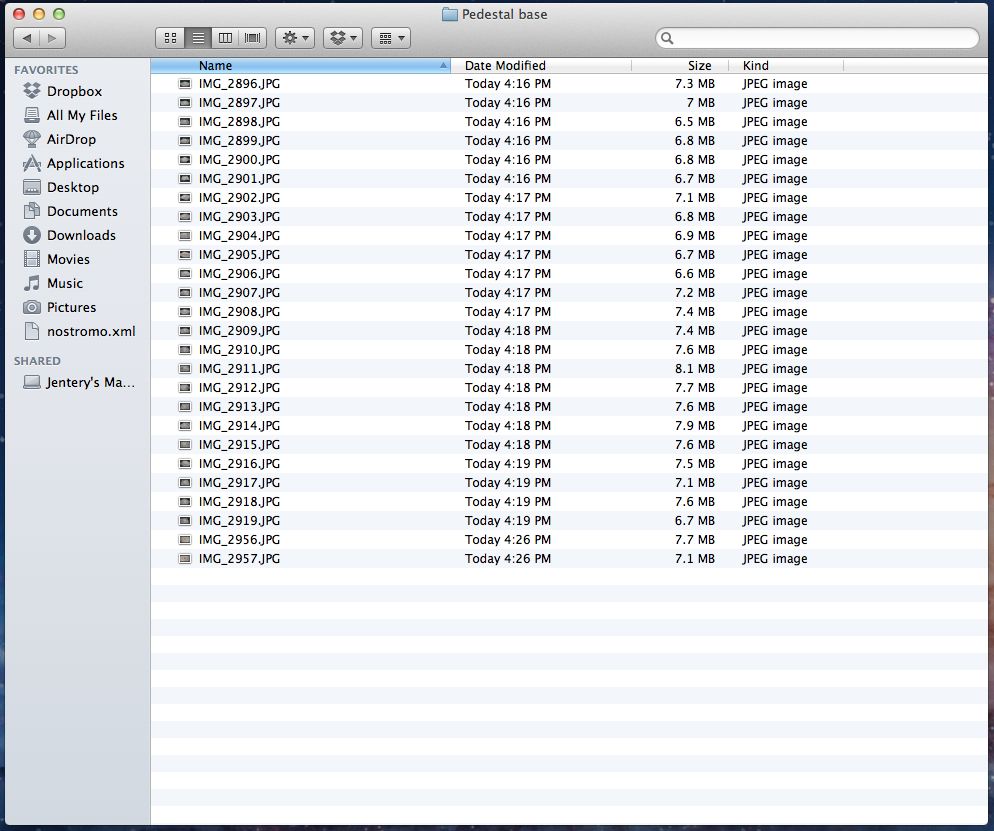 Pedestal base
FAVORITES
Dropbox
All My Files
AirDrop
Applications
Desktop
Documents
Downloads
Movies
Music
Pictures
nostromo.xml
SHARED
Jentery's Ma...
Name Date Modified Size Kind
IMG_2896.JPG Today 4:16 PM 7.3 MB JPEG image
IMG_2897.JPG Today 4:16 PM 7 MB JPEG image
IMG_2898.JPG Today 4:16 PM 6.5 MB JPEG image
IMG_2899.JPG Today 4:16 PM 6.8 MB JPEG image
IMG_2900.JPG Today 4:16 PM 6.8 MB JPEG image
IMG_2901.JPG Today 4:16 PM 6.7 MB JPEG image
IMG_2902.JPG Today 4:17 PM 7.1 MB JPEG image
IMG_2903.JPG Today 4:17 PM 6.8 MB JPEG image
IMG_2904.JPG Today 4:17 PM 6.9 MB JPEG image
IMG_2905.JPG Today 4:17 PM 6.7 MB JPEG image
IMG_2906.JPG Today 4:17 PM 6.6 MB JPEG image
IMG_2907.JPG Today 4:17 PM 7.2 MB JPEG image
IMG_2908.JPG Today 4:17 PM 7.4 MB JPEG image
IMG_2909.JPG Today 4:18 PM 7.4 MB JPEG image
IMG_2910.JPG Today 4:18 PM 7.6 MB JPEG image
IMG_2911.JPG Today 4:18 PM 8.1 MB JPEG image
IMG_2912.JPG Today 4:18 PM 7.7 MB JPEG image
IMG_2913.JPG Today 4:18 PM 7.6 MB JPEG image
IMG_2914.JPG Today 4:18 PM 7.9 MB JPEG image
IMG_2915.JPG Today 4:18 PM 7.6 MB JPEG image
IMG_2916.JPG Today 4:19 PM 7.5 MB JPEG image
IMG_2917.JPG Today 4:19 PM 7.1 MB JPEG image
IMG_2918.JPG Today 4:19 PM 7.6 MB JPEG image
IMG_2919.JPG Today 4:19 PM 6.7 MB JPEG image
IMG_2956.JPG Today 4:26 PM 7.7 MB JPEG image
IMG_2957.JPG Today 4:26 PM 7.1 MB JPEG image